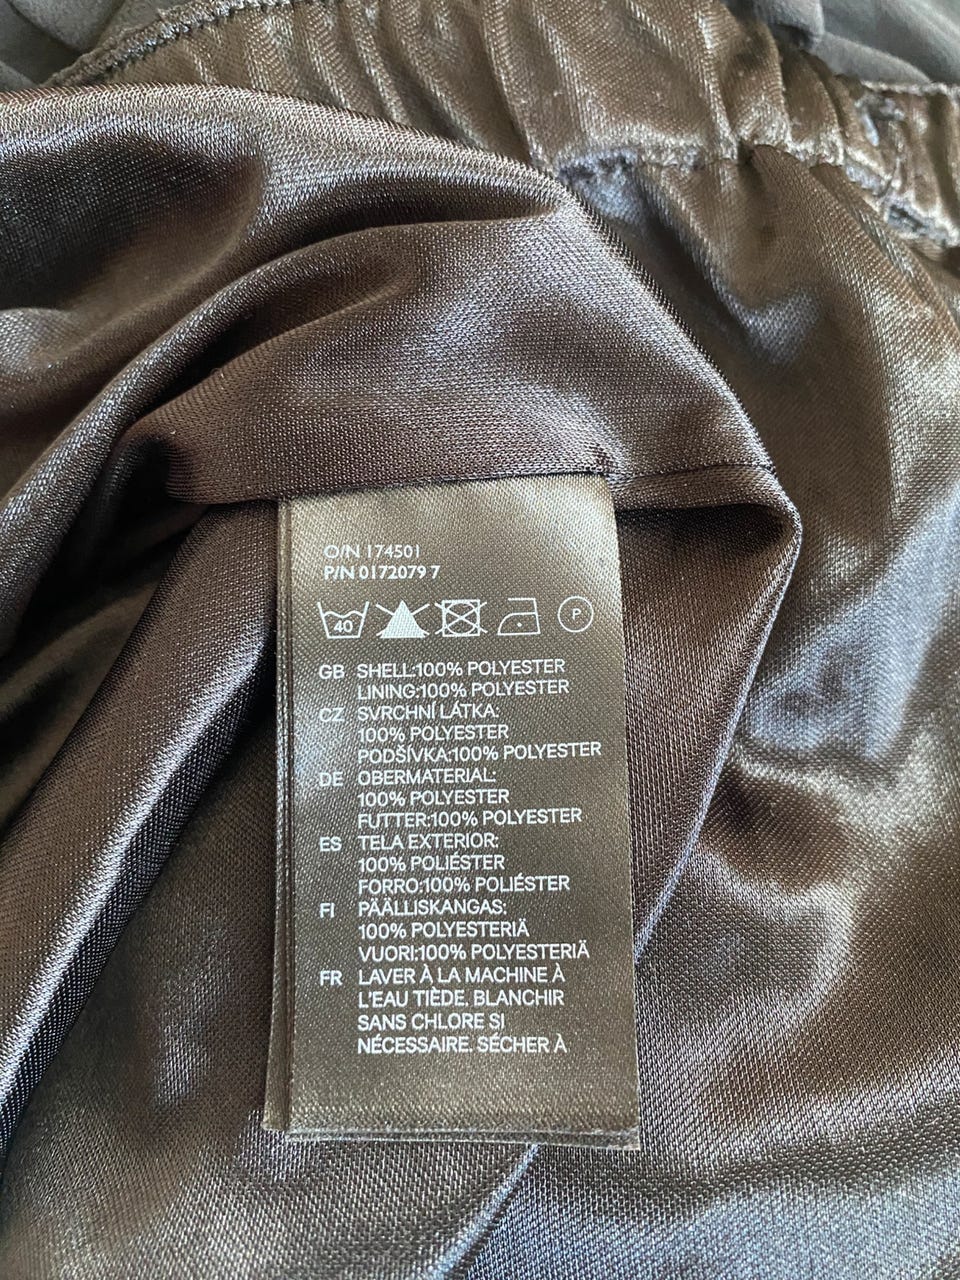 O/N 174501
P/N 0172079 7
40 P
GB SHELL:100% POLYESTER
LINING:100% POLYESTER
CZ SVRCHNÍ LÁTKA:
100% POLYESTER
PODŠÍVKA:100% POLYESTER
DE OBERMATERIAL:
100% POLYESTER
FUTTER:100% POLYESTER
ES TELA EXTERIOR:
100% POLIÉSTER
FORRO:100% POLIÉSTER
FI PÄÄLLISKANGAS:
100% POLYESTERIÄ
VUORI:100% POLYESTERIÄ
FR LAVER À LA MACHINE À
L'EAU TIÈDE. BLANCHIR
SANS CHLORE SI
NÉCESSAIRE. SÉCHER À